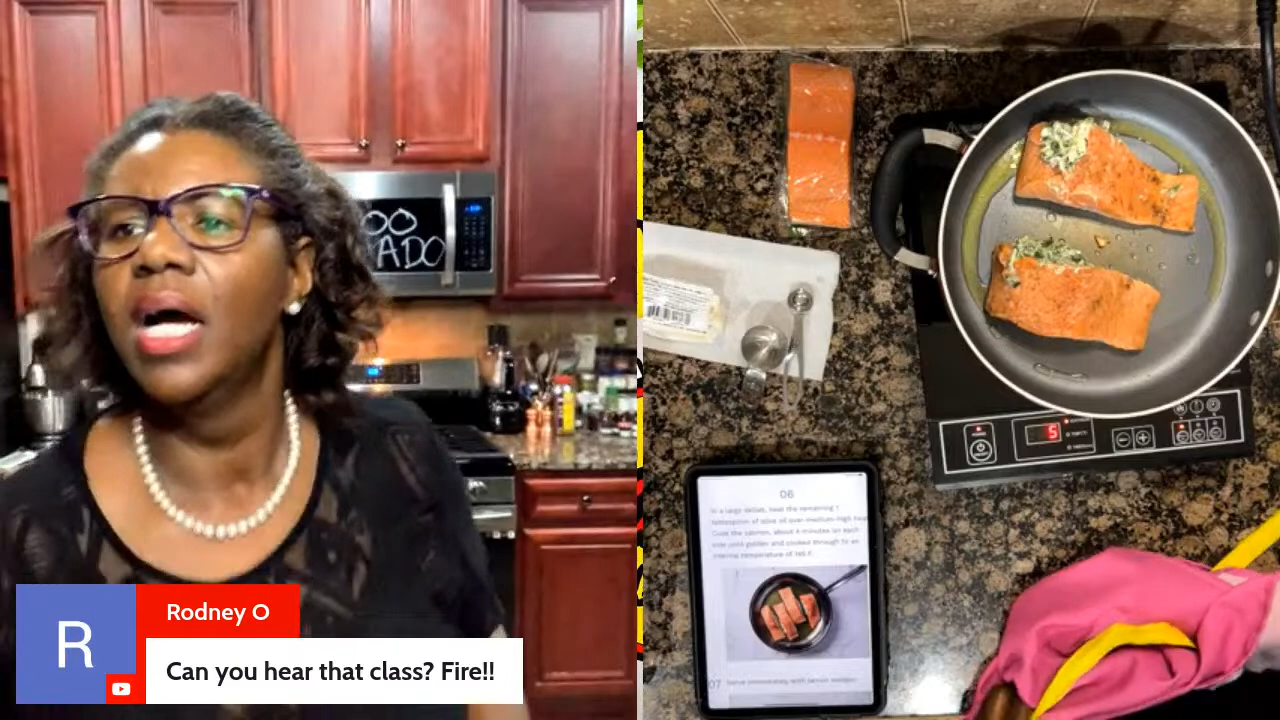 OO
ADO
Rodney O
R
Can you hear that class? Fire!!
5
06
In a large skillet, heat the remaining 1
tablespoon of olive oil over medium-high heat
Cook the salmon, about 4 minutes on each
side until golden and cooked through to an
internal temperature of 145 F.
07 Serve immediately with